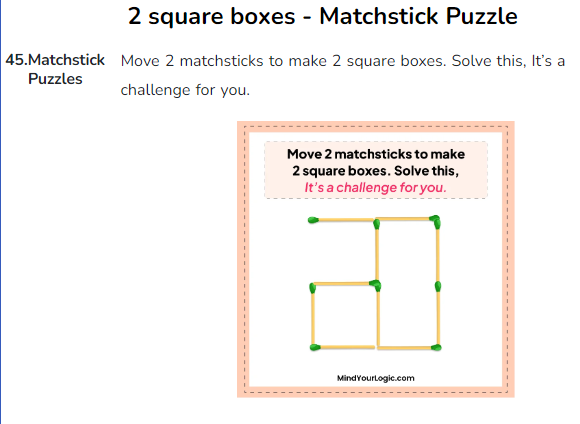 2 square boxes - Matchstick Puzzle
45.Matchstick Puzzles
Move 2 matchsticks to make 2 square boxes. Solve this, It’s a
challenge for you.
Move 2 matchsticks to make
2 square boxes. Solve this,
It’s a challenge for you.
MindYourLogic.com